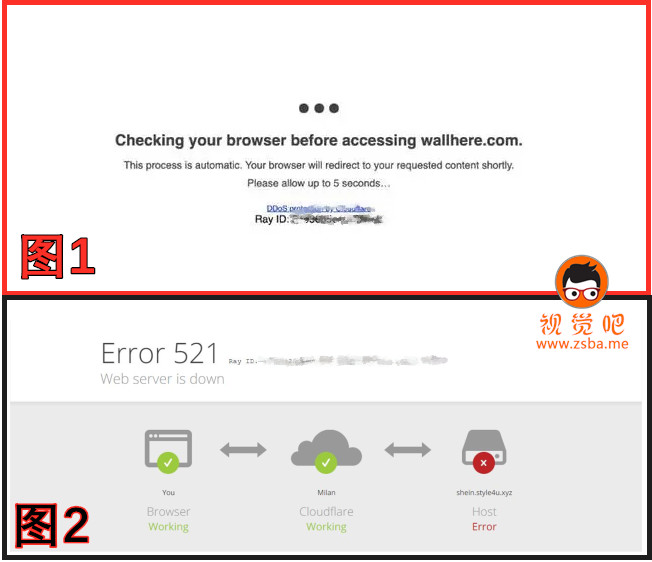 Checking your browser before accessing wallhere.com.
This process is automatic. Your browser will redirect to your requested content shortly.
Please allow up to 5 seconds…
DDoS protection by Cloudflare
Ray ID:
图1
视觉吧
www.zsba.me
Error 521 Ray ID:
Web server is down
You Milan shein.style4u.xyz
Browser Cloudflare Host
Working Working Error
图2